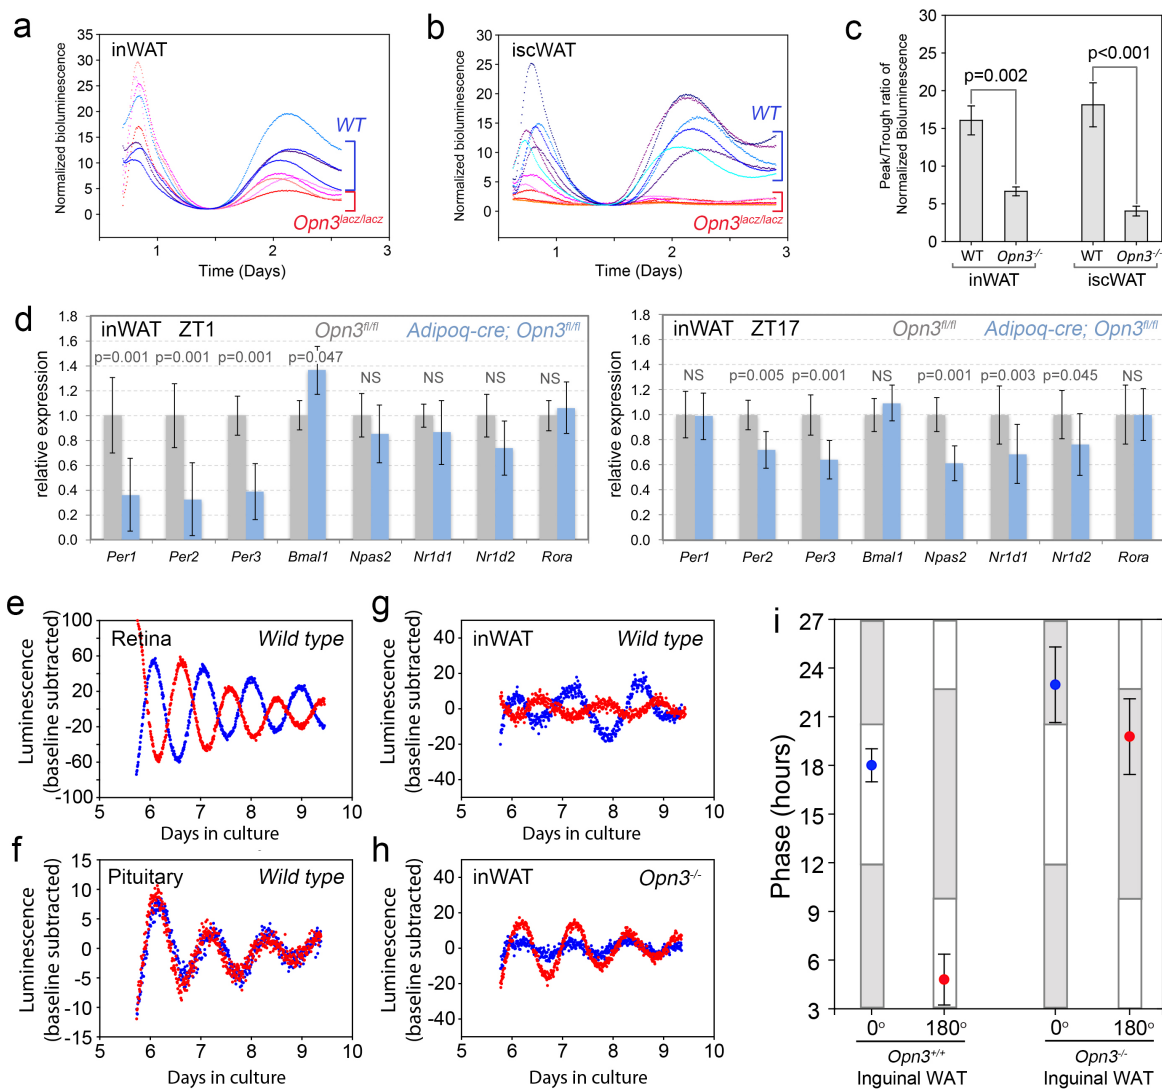 a
inWAT
Normalized bioluminescence
35
30
25
20
15
10
5
0
WT
Opn3lacz/lacz
1
2
3
Time (Days)
b
iscWAT
Normalized bioluminescence
30
25
20
15
10
5
0
WT
Opn3lacz/lacz
1
2
3
Time (Days)
c
Peak/Trough ratio of
Normalized Bioluminescence
30
25
20
15
10
5
0
p=0.002
p<0.001
WT
Opn3-/-
WT
Opn3-/-
inWAT
iscWAT
d
relative expression
1.8
1.6
1.4
1.2
1.0
0.8
0.6
0.4
0.2
0.0
inWAT ZT1
Opn3fl/fl
Adipoq-cre; Opn3fl/fl
p=0.001 p=0.001 p=0.001 p=0.047 NS NS NS NS
Per1 Per2 Per3 Bmal1 Npas2 Nr1d1 Nr1d2 Rora
relative expression
1.8
1.6
1.4
1.2
1.0
0.8
0.6
0.4
0.2
0.0
inWAT ZT17
Opn3fl/fl
Adipoq-cre; Opn3fl/fl
NS p=0.005 p=0.001 NS p=0.001 p=0.003 p=0.045 NS
Per1 Per2 Per3 Bmal1 Npas2 Nr1d1 Nr1d2 Rora
e
Luminescence
(baseline subtracted)
100
60
20
-20
-60
-100
Retina
Wild type
5 6 7 8 9 10
Days in culture
g
Luminescence
(baseline subtracted)
40
20
0
-20
-40
inWAT
Wild type
5 6 7 8 9 10
Days in culture
f
Luminescence
(baseline subtracted)
15
10
5
0
-5
-10
-15
Pituitary
Wild type
5 6 7 8 9 10
Days in culture
h
Luminescence
(baseline subtracted)
40
20
0
-20
-40
inWAT
Opn3-/-
5 6 7 8 9 10
Days in culture
i
Phase (hours)
27
24
21
18
15
12
9
6
3
0° 180° 0° 180°
Opn3+/+
Inguinal WAT
Opn3-/-
Inguinal WAT